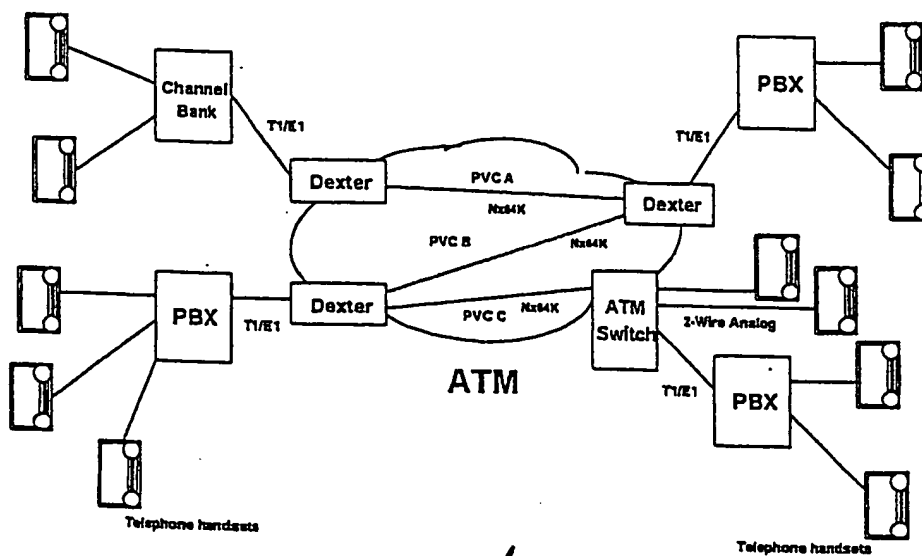 Channel
Bank
T1/E1
PBX
T1/E1
Dexter
PVC A
Nx64K
Dexter
PVC B
Nx64K
PBX
T1/E1
Dexter
PVC C
Nx64K
ATM
Switch
2-Wire Analog
ATM
T1/E1
PBX
Telephone handsets
Telephone handsets